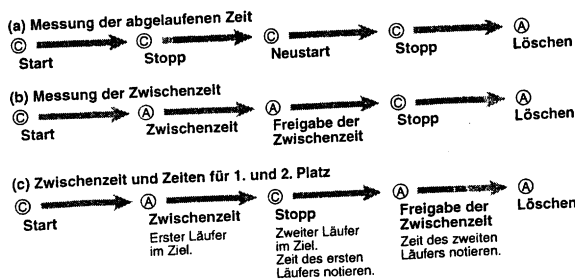 (a) Messung der abgelaufenen Zeit
Ⓒ Ⓒ Ⓒ Ⓒ Ⓐ
Start Stopp Neustart Stopp Löschen
(b) Messung der Zwischenzeit
Ⓒ Ⓐ Ⓐ Ⓒ Ⓐ
Start Zwischenzeit Freigabe der Stopp Löschen
Zwischenzeit
(c) Zwischenzeit und Zeiten für 1. und 2. Platz
Ⓒ Ⓐ Ⓒ Ⓐ Ⓐ
Start Zwischenzeit Stopp Freigabe der Löschen
Zwischenzeit
Erster Läufer Zweiter Läufer Zeit des zweiten
im Ziel. im Ziel. Läufers notieren.
Zeit des ersten
Läufers notieren.